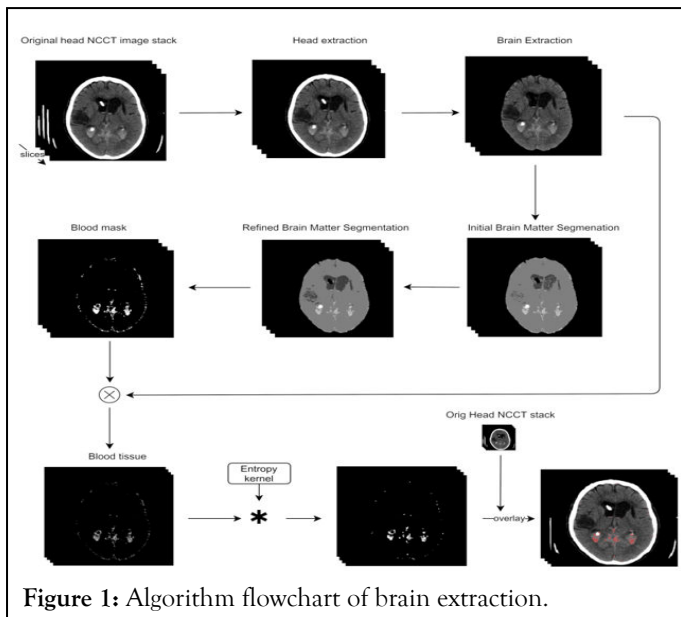 Original head NCCT image stack
Head extraction
Brain Extraction
slices
Blood mask
Refined Brain Matter Segmentation
Initial Brain Matter Segmenation
Orig Head NCCT stack
Blood tissue
Entropy
kernel
*
overlay
Figure 1: Algorithm flowchart of brain extraction.